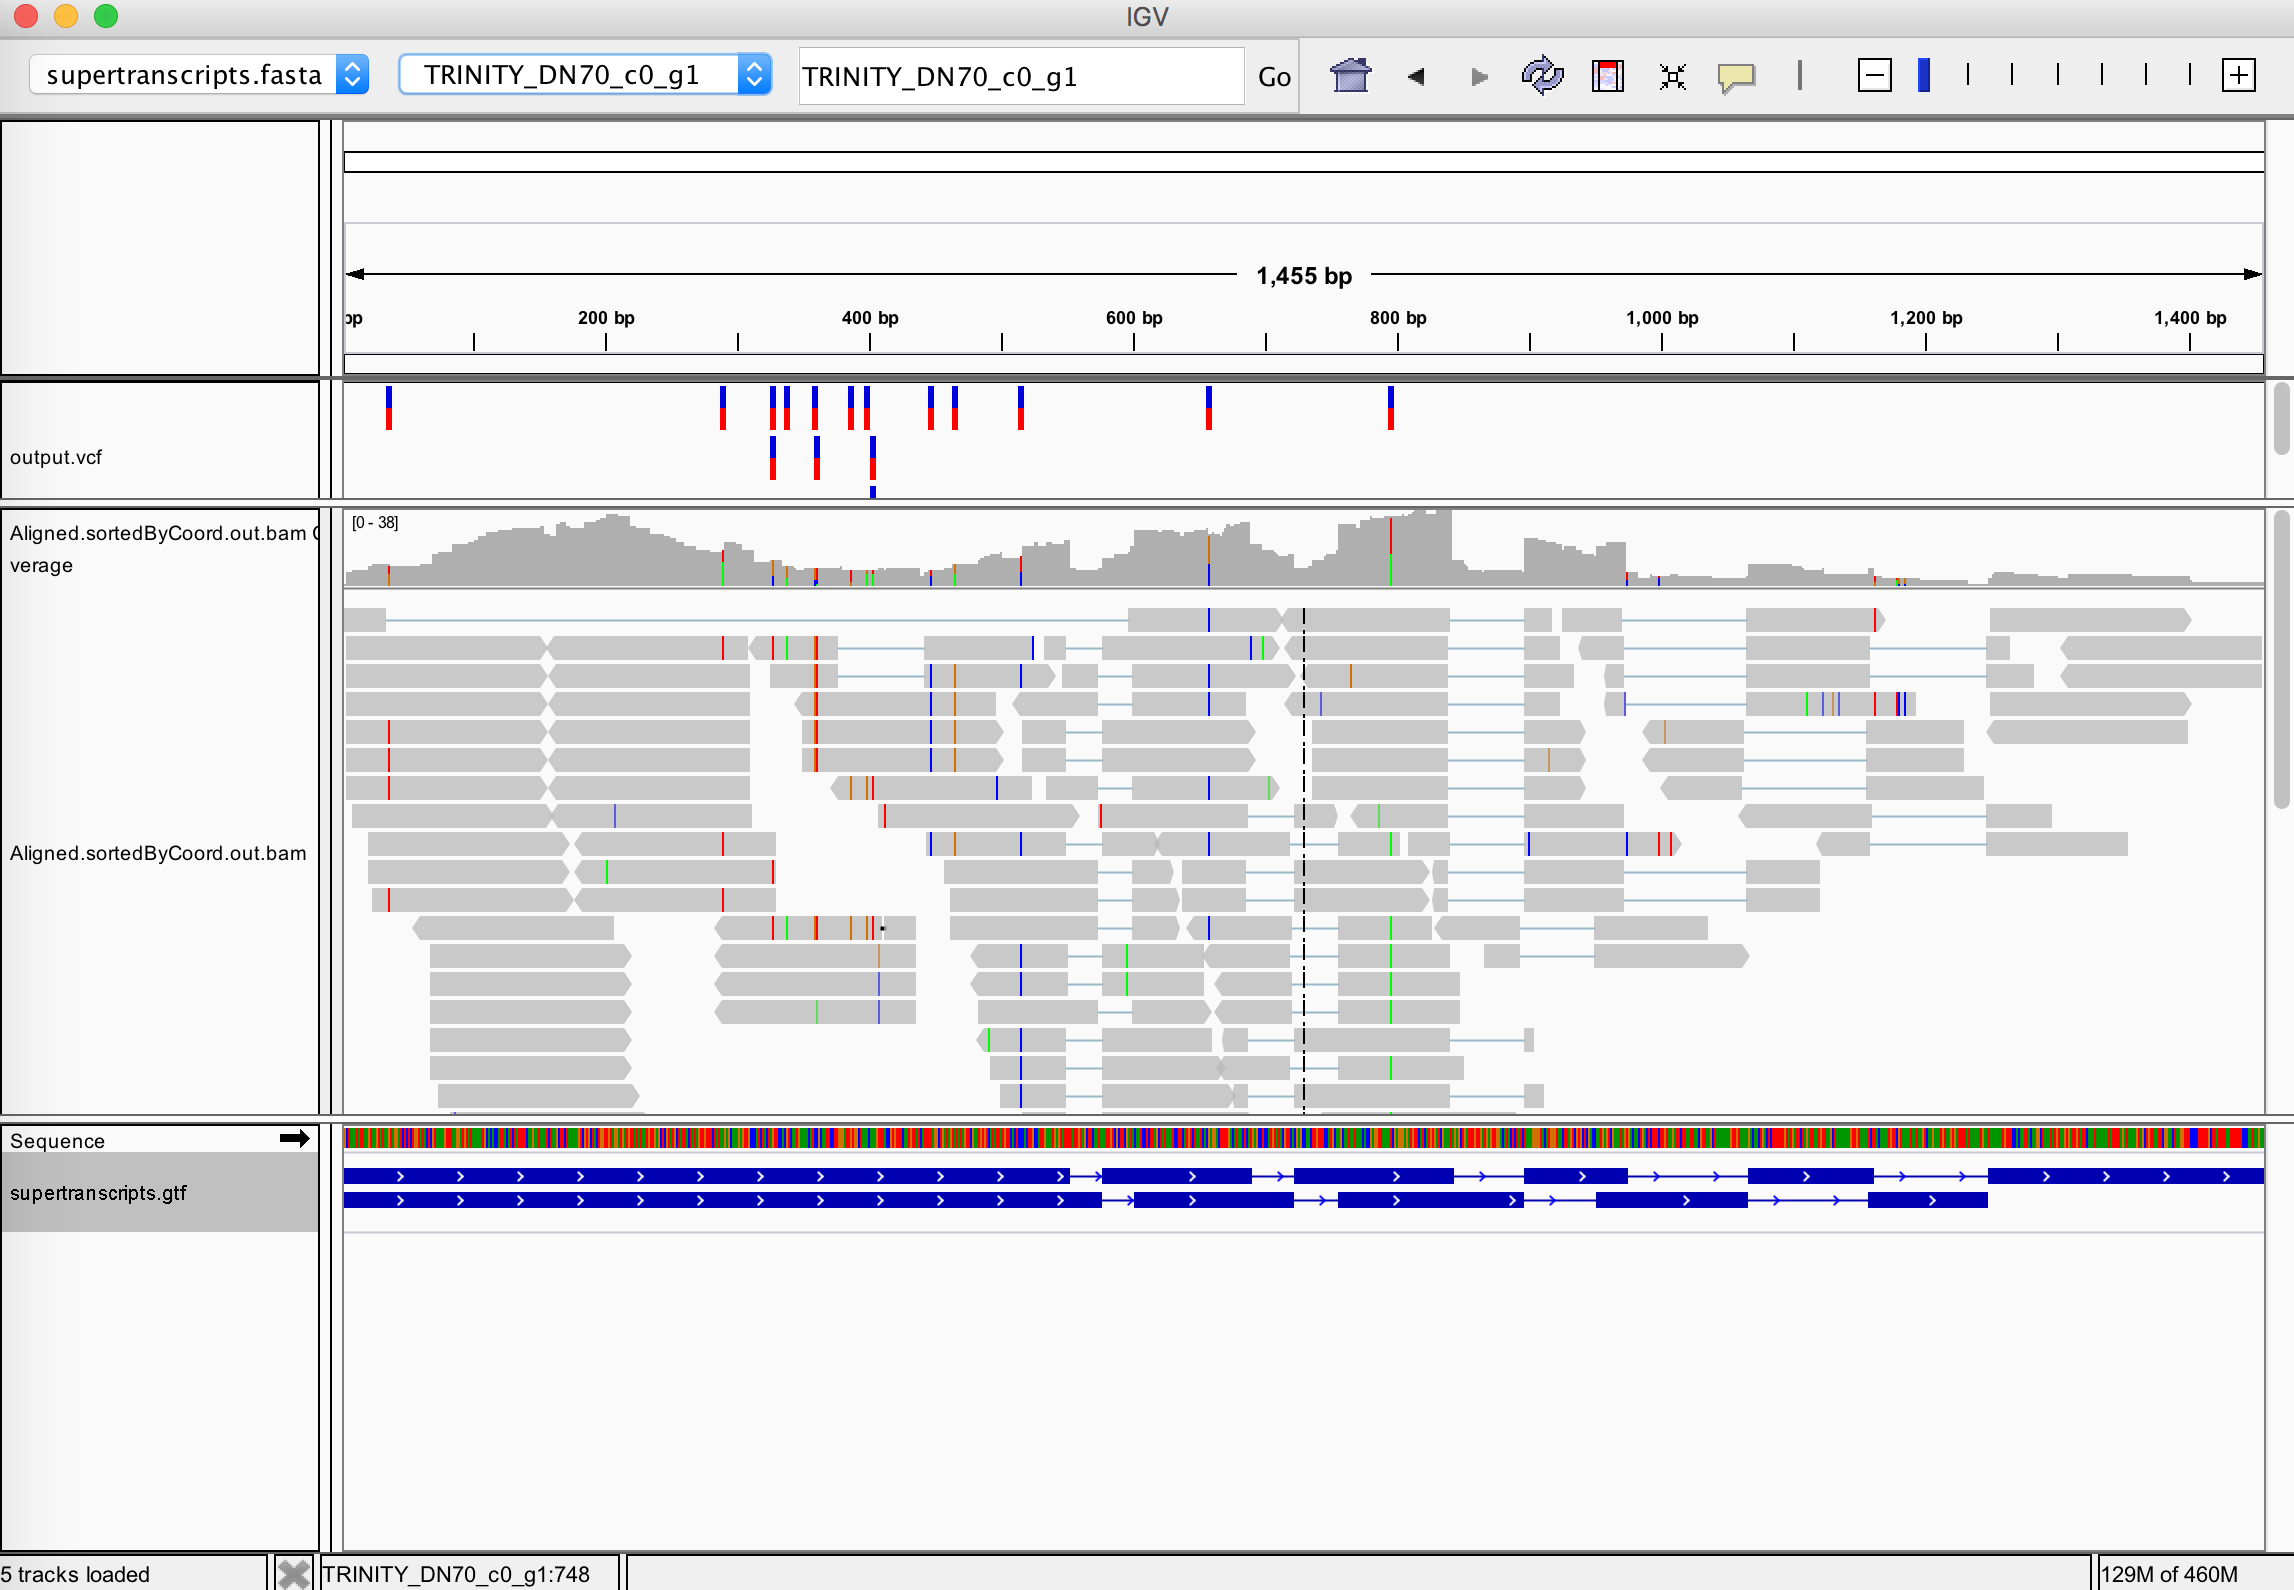 IGV
supertranscripts.fasta TRINITY_DN70_c0_g1 TRINITY_DN70_c0_g1 Go
1,455 bp
bp 200 bp 400 bp 600 bp 800 bp 1,000 bp 1,200 bp 1,400 bp
output.vcf
Aligned.sortedByCoord.out.bam C
verage
[0 - 38]
Aligned.sortedByCoord.out.bam
Sequence
supertranscripts.gtf
5 tracks loaded TRINITY_DN70_c0_g1:748 129M of 460M